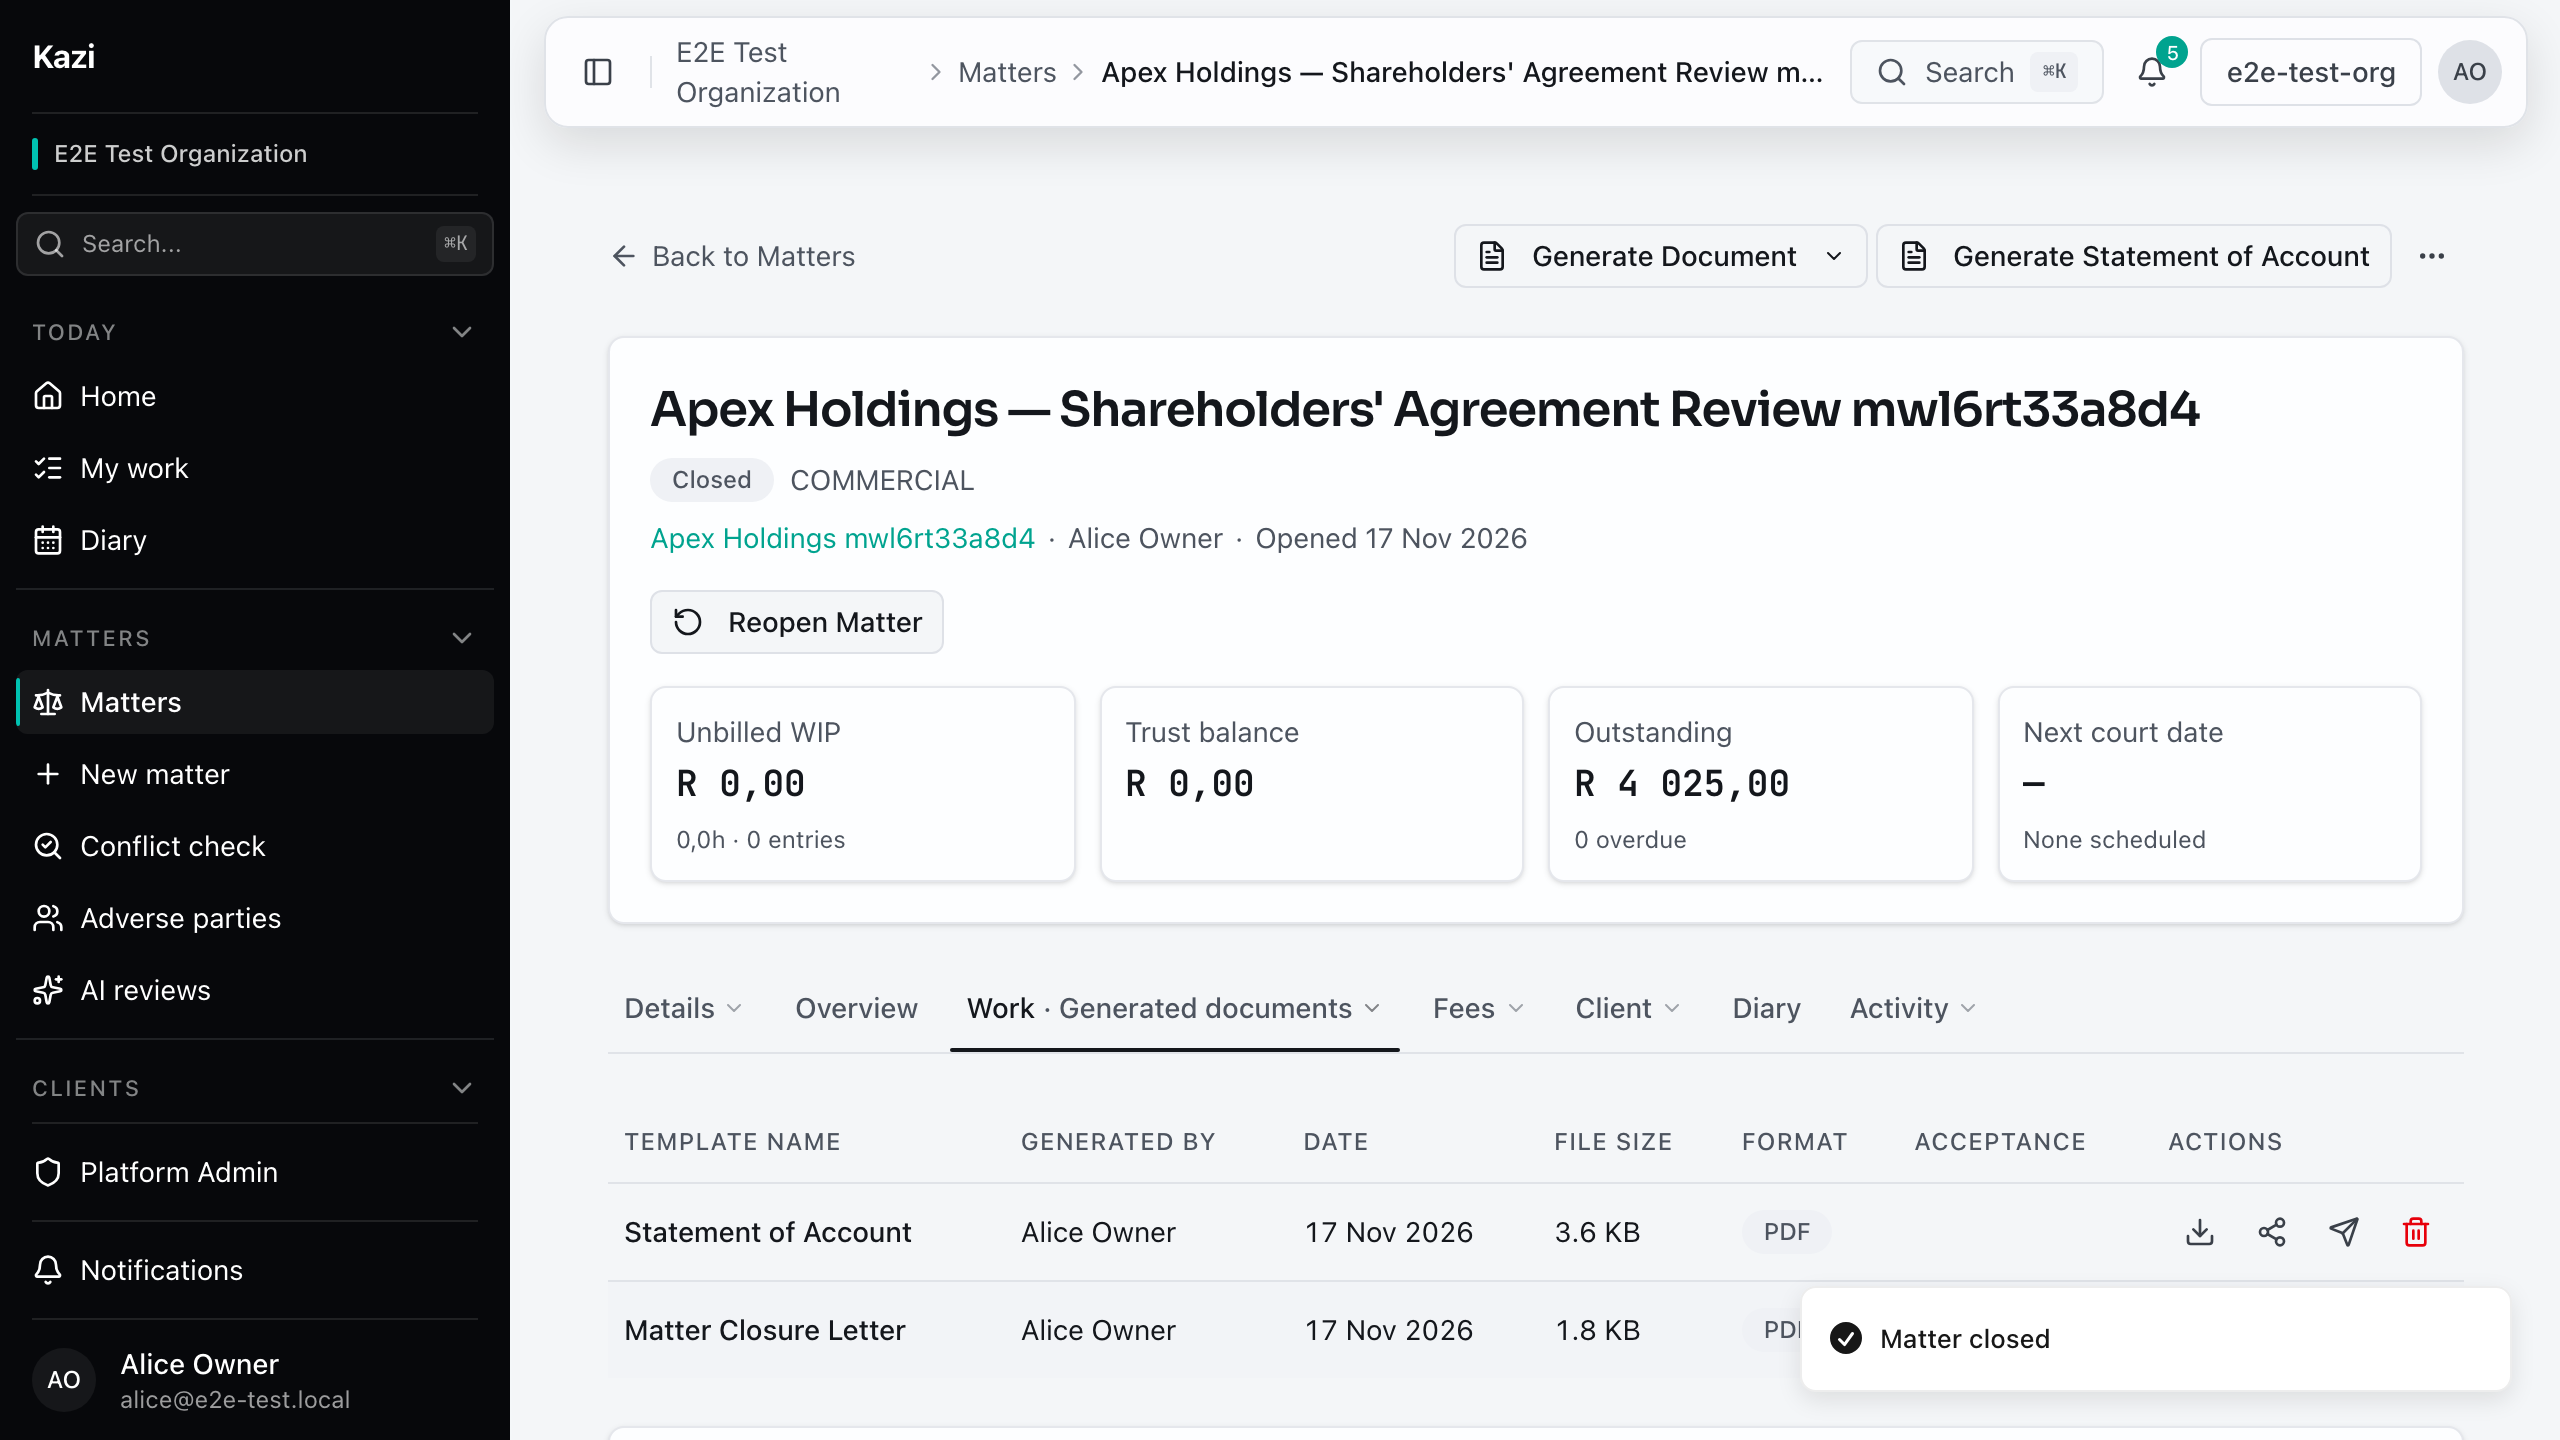 Kazi
E2E Test Organization
Search...
⌘K
TODAY
Home
My work
Diary
MATTERS
Matters
New matter
Conflict check
Adverse parties
AI reviews
CLIENTS
Platform Admin
Notifications
AO
Alice Owner
alice@e2e-test.local
E2E Test
Organization
Matters
Apex Holdings — Shareholders' Agreement Review m...
Search ⌘K
5
e2e-test-org
AO
Back to Matters
Generate Document
Generate Statement of Account
Apex Holdings — Shareholders' Agreement Review mwl6rt33a8d4
Closed COMMERCIAL
Apex Holdings mwl6rt33a8d4 · Alice Owner · Opened 17 Nov 2026
Reopen Matter
Unbilled WIP
R 0,00
0,0h · 0 entries
Trust balance
R 0,00
Outstanding
R 4 025,00
0 overdue
Next court date
–
None scheduled
Details Overview Work · Generated documents Fees Client Diary Activity
TEMPLATE NAME GENERATED BY DATE FILE SIZE FORMAT ACCEPTANCE ACTIONS
Statement of Account Alice Owner 17 Nov 2026 3.6 KB PDF
Matter Closure Letter Alice Owner 17 Nov 2026 1.8 KB
Matter closed